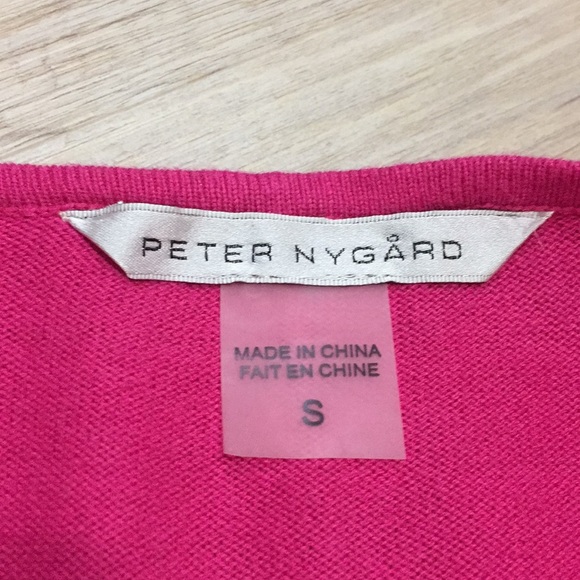 PETER NYGÅRD
MADE IN CHINA
FAIT EN CHINE
S